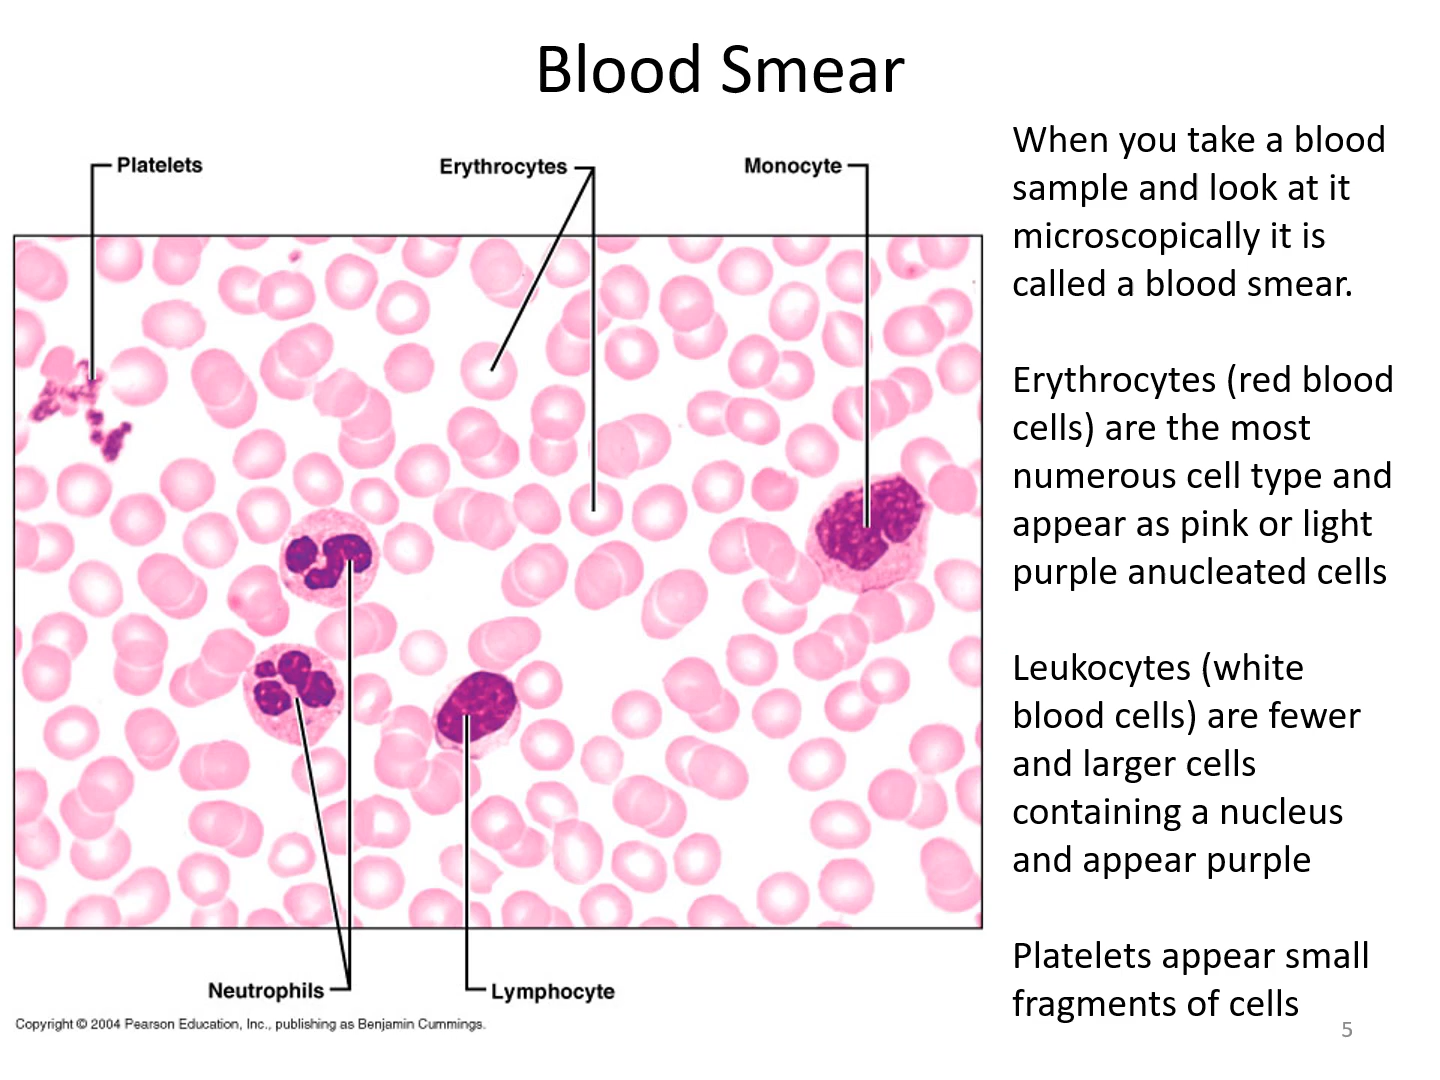 Blood Smear
Platelets
Erythrocytes
Monocyte
Neutrophils
Lymphocyte
Copyright © 2004 Pearson Education, Inc., publishing as Benjamin Cummings.
When you take a blood
sample and look at it
microscopically it is
called a blood smear.
Erythrocytes (red blood
cells) are the most
numerous cell type and
appear as pink or light
purple anucleated cells
Leukocytes (white
blood cells) are fewer
and larger cells
containing a nucleus
and appear purple
Platelets appear small
fragments of cells
5